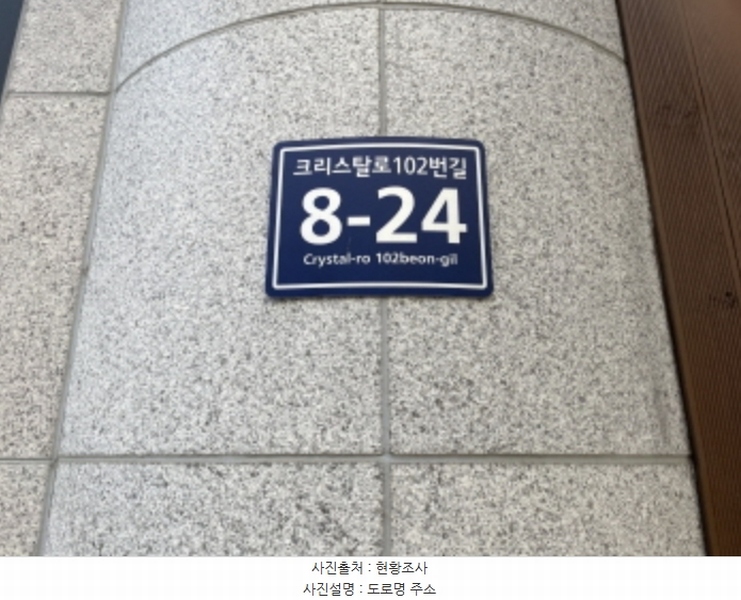 크리스탈로102번길
8-24
Crystal-ro 102beon-gil
사진출처 : 현황조사
사진설명 : 도로명 주소